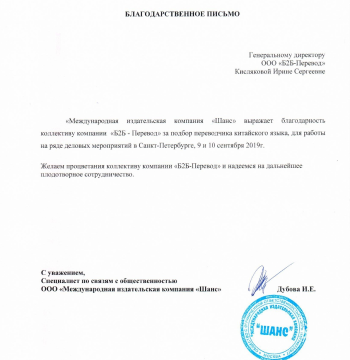 БЛАГОДАРСТВЕННОЕ ПИСЬМО
Генеральному директору
ООО «Б2Б-Перевод»
Кисляковой Ирине Сергеевне
«Международная издательская компания «Шанс» выражает благодарность
коллективу компании «Б2Б - Перевод» за подбор переводчика китайского языка, для работы
на ряде деловых мероприятий в Санкт-Петербурге, 9 и 10 сентября 2019г.
Желаем процветания коллективу компании «Б2Б-Перевод» и надеемся на дальнейшее
плодотворное сотрудничество.
С уважением,
Специалист по связям с общественностью
ООО «Международная издательская компания «Шанс»
Дубова И.Е.
"ШАНС"